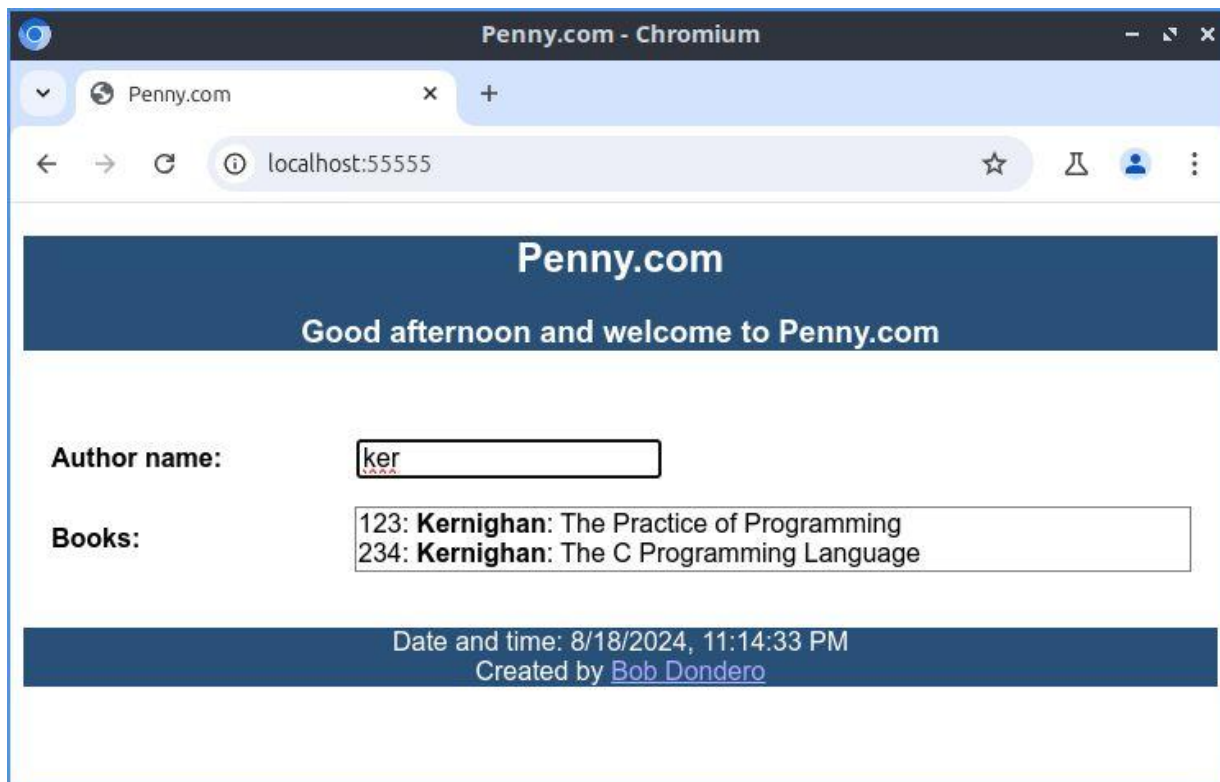 Penny.com - Chromium
Penny.com
localhost:55555
Penny.com
Good afternoon and welcome to Penny.com
Author name: ker
Books:
123: Kernighan: The Practice of Programming
234: Kernighan: The C Programming Language
Date and time: 8/18/2024, 11:14:33 PM
Created by Bob Dondero